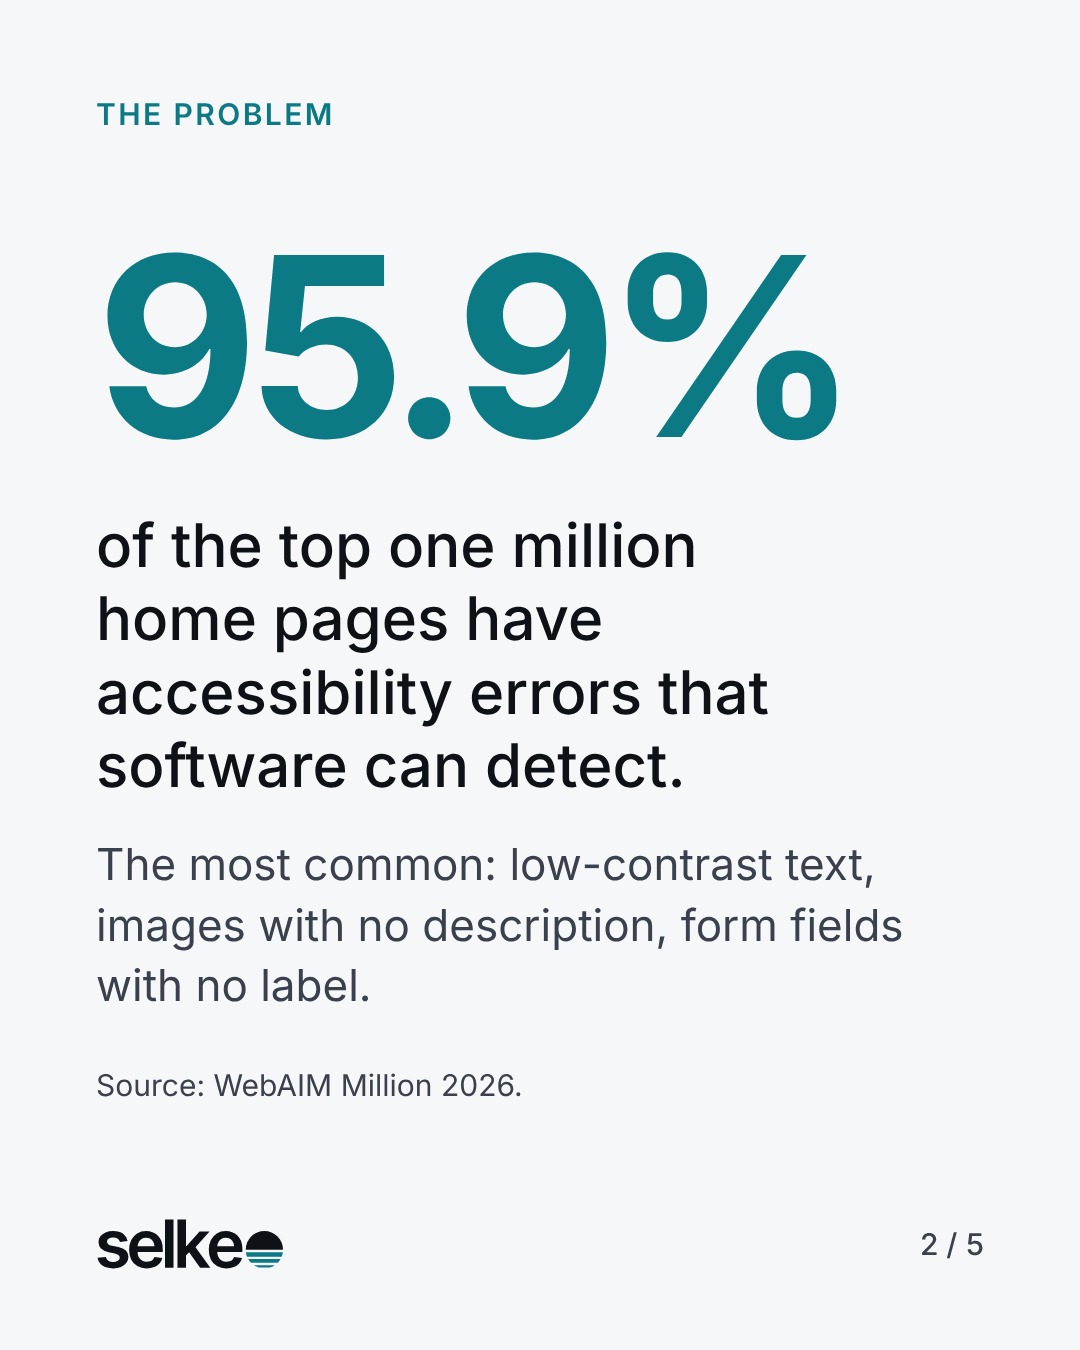 THE PROBLEM
95.9%
of the top one million
home pages have
accessibility errors that
software can detect.
The most common: low-contrast text,
images with no description, form fields
with no label.
Source: WebAIM Million 2026.
selkeo
2 / 5